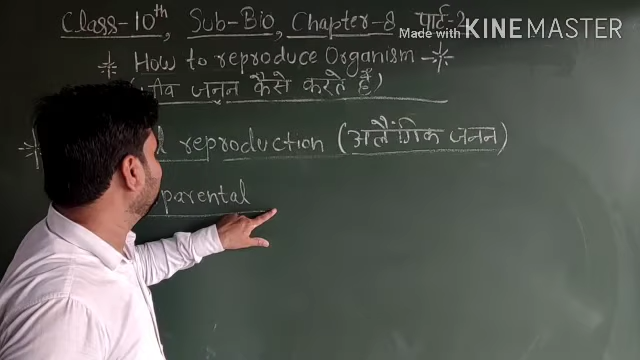 Class-10th, Sub-Bio, Chapter-8, पार्ट-2
Made with KINEMASTER
How to reproduce Organism
जनन कैसे करते हैं)
reproduction (अलैंगिक जनन)
parental